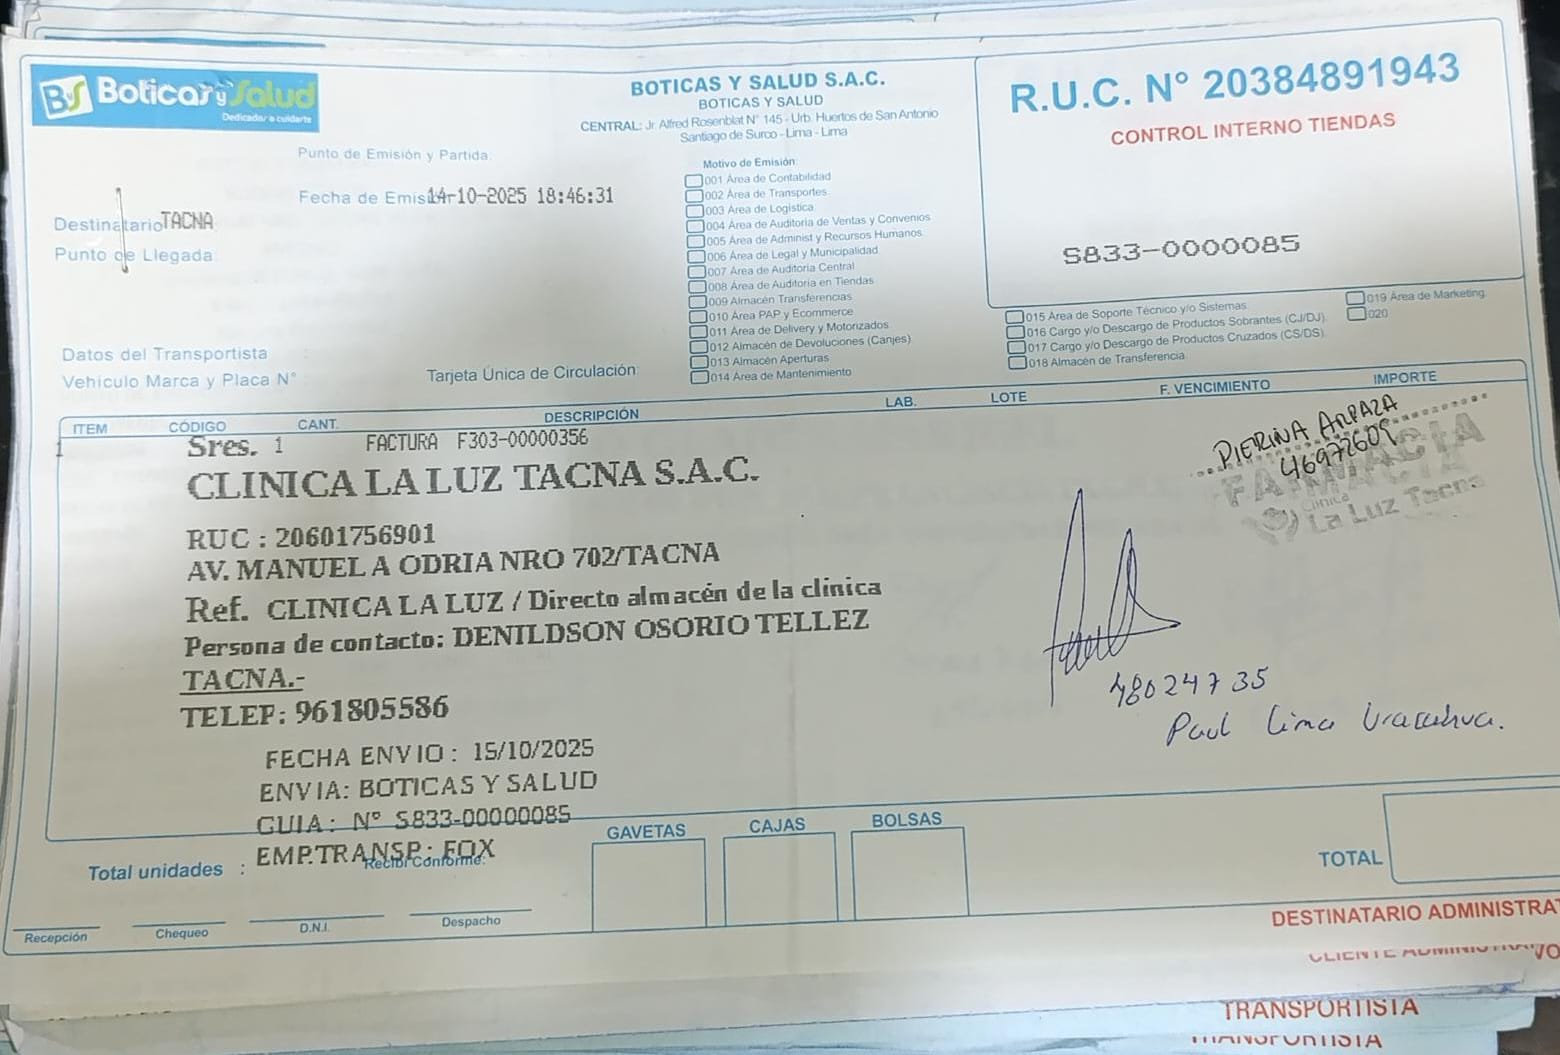 Boticas y Salud
Dedicados a cuidarte
BOTICAS Y SALUD S.A.C.
BOTICAS Y SALUD
CENTRAL: Jr. Alfred Rosenblat N° 145 - Urb. Huertos de San Antonio
Santiago de Surco - Lima - Lima
R.U.C. N° 20384891943
CONTROL INTERNO TIENDAS
S833-0000085
Punto de Emisión y Partida:
Fecha de Emisi 14-10-2025 18:46:31
Destinatario TACNA
Punto de Llegada:
Datos del Transportista
Vehículo Marca y Placa N°
Tarjeta Única de Circulación:
Motivo de Emisión:
001 Área de Contabilidad
002 Área de Transportes
003 Área de Logística
004 Área de Auditoria de Ventas y Convenios
005 Área de Administ y Recursos Humanos
006 Área de Legal y Municipalidad
007 Área de Auditoria Central
008 Área de Auditoria en Tiendas
009 Almacén Transferencias
010 Área PAP y Ecommerce
011 Área de Delivery y Motorizados
012 Almacén de Devoluciones (Canjes)
013 Almacén Aperturas
014 Área de Mantenimiento
015 Área de Soporte Técnico y/o Sistemas
016 Cargo y/o Descargo de Productos Sobrantes (CJ/DJ)
017 Cargo y/o Descargo de Productos Cruzados (CS/DS)
018 Almacén de Transferencia
019 Área de Marketing
020
ITEM CÓDIGO CANT. DESCRIPCIÓN LAB. LOTE F. VENCIMIENTO IMPORTE
1 Sres. 1 FACTURA F303-00000356
CLINICA LA LUZ TACNA S.A.C.
RUC : 20601756901
AV. MANUEL A ODRIA NRO 702/TACNA
Ref. CLINICA LA LUZ / Directo almacén de la clínica
Persona de contacto: DENILDSON OSORIO TELLEZ
TACNA.-
TELEF: 961805586
FECHA ENVIO : 15/10/2025
ENVIA: BOTICAS Y SALUD
GUIA : N° S833-00000085
EMP.TRANSP.: FOX
PIERINA ARPAZA
46972609
FARMACIA
Clínica
La Luz Tacna
48024735
Paul Lima
Total unidades :
Recibí Conforme:
GAVETAS
CAJAS
BOLSAS
TOTAL
Recepción
Chequeo
D.N.I.
Despacho
DESTINATARIO ADMINISTRAT
CLIENTE ADMINISTRATIVO
TRANSPORTISTA
TRANSPORTISTA